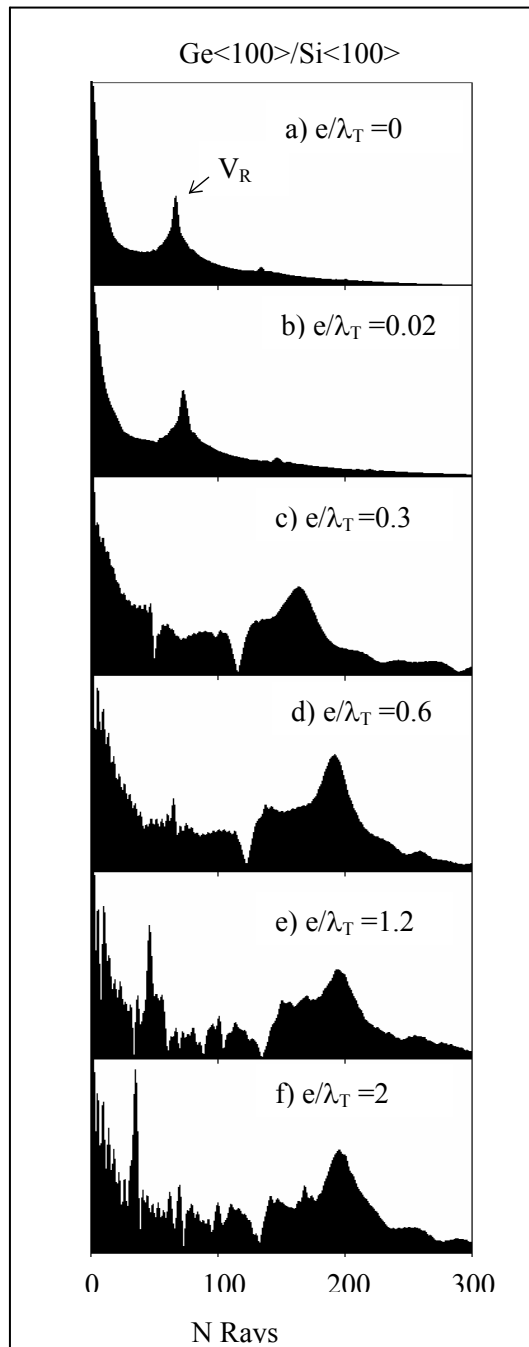 Ge<100>/Si<100>
a) e/λT =0
VR
b) e/λT =0.02
c) e/λT =0.3
d) e/λT =0.6
e) e/λT =1.2
f) e/λT =2
0 100 200 300
N Rays